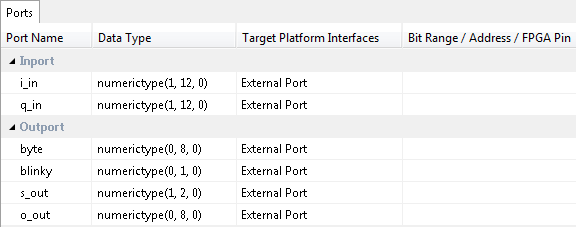 Ports
Port Name Data Type Target Platform Interfaces Bit Range / Address / FPGA Pin
Inport
i_in numerictype(1, 12, 0) External Port
q_in numerictype(1, 12, 0) External Port
Outport
byte numerictype(0, 8, 0) External Port
blinky numerictype(0, 1, 0) External Port
s_out numerictype(1, 2, 0) External Port
o_out numerictype(0, 8, 0) External Port